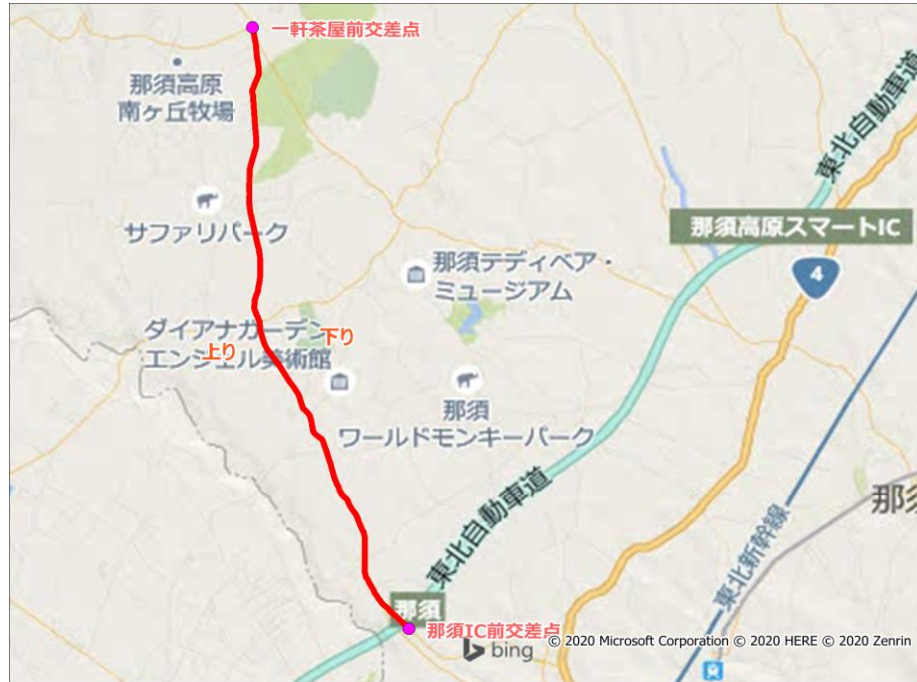 一軒茶屋前交差点
那須高原
南ヶ丘牧場
東北自動車道
サファリパーク
那須高原スマートIC
4
那須テディベア・
ミュージアム
ダイアナガーデン
エンジェル美術館
上り
下り
那須
ワールドモンキーパーク
東北自動車道
東北新幹線
那須
那須IC前交差点
bing
© 2020 Microsoft Corporation © 2020 HERE © 2020 Zenrin